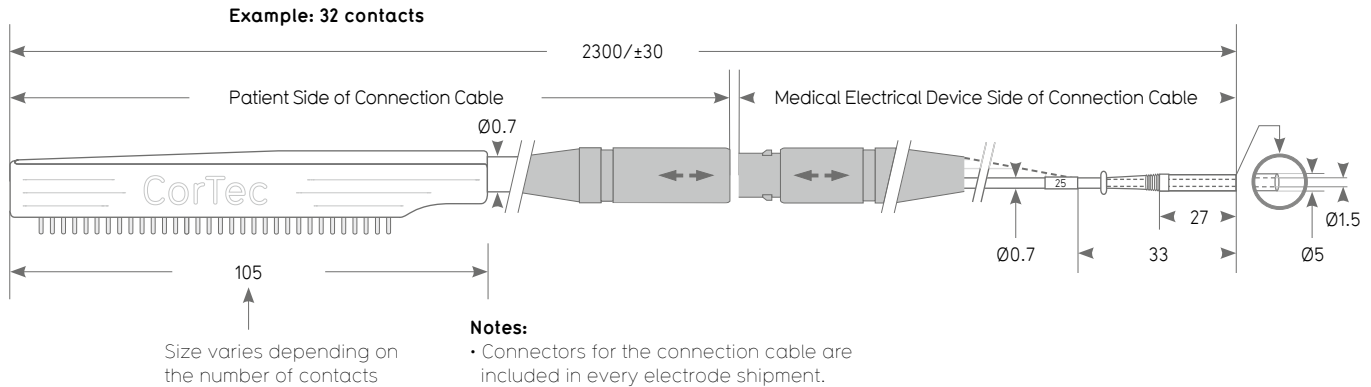 Example: 32 contacts
2300/±30
Patient Side of Connection Cable
Medical Electrical Device Side of Connection Cable
Ø0.7
CorTec
25
27
Ø1.5
Ø0.7
33
Ø5
105
Size varies depending on
the number of contacts
Notes:
• Connectors for the connection cable are
included in every electrode shipment.